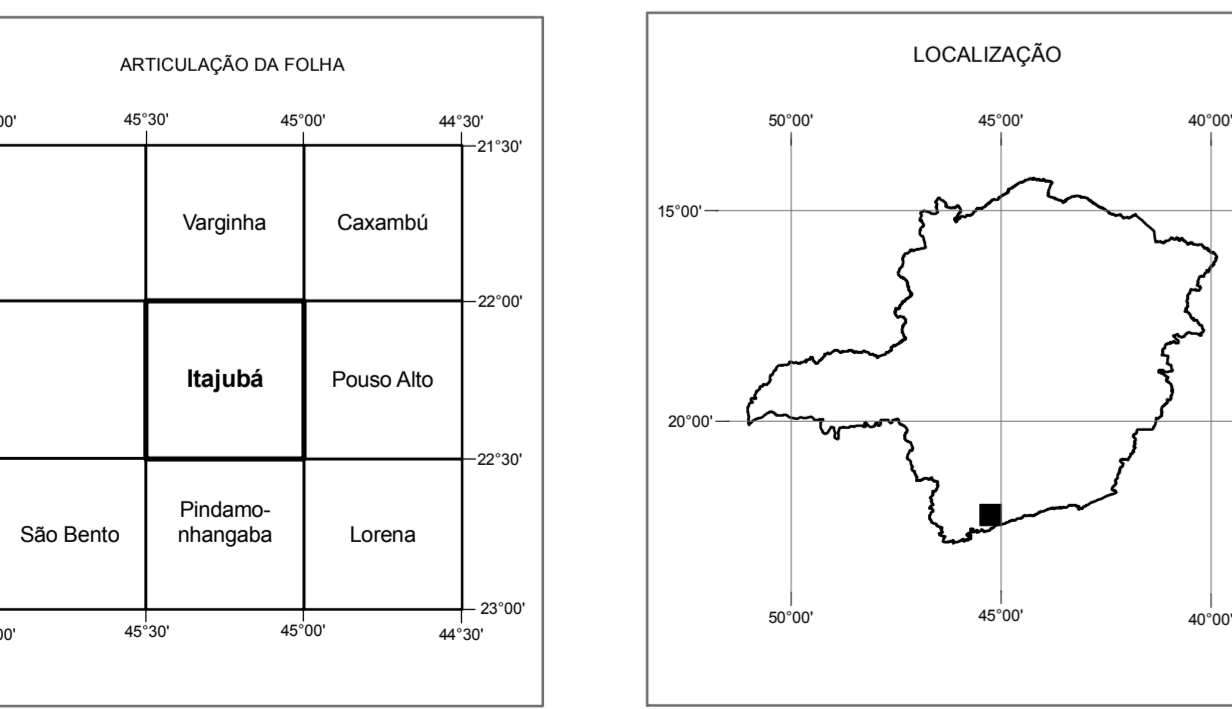 ARTICULAÇÃO DA FOLHA
00' 45°30' 45°00' 44°30'
21°30'
Varginha Caxambú
22°00'
Itajubá Pouso Alto
22°30'
São Bento Pindamo-
nhangaba Lorena
23°00'
00' 45°30' 45°00' 44°30'
LOCALIZAÇÃO
50°00' 45°00' 40°00'
15°00'
20°00'
50°00' 45°00' 40°00'